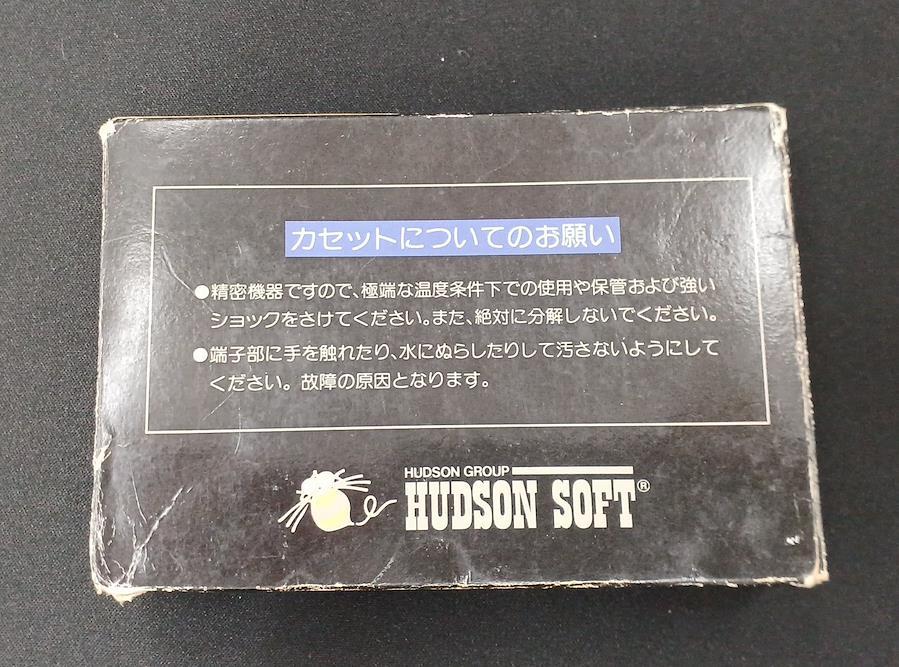 カセットについてのお願い
●精密機器ですので、極端な温度条件下での使用や保管および強い
ショックをさけてください。また、絶対に分解しないでください。
●端子部に手を触れたり、水にぬらしたりして汚さないようにして
ください。故障の原因となります。
HUDSON GROUP
HUDSON SOFT®